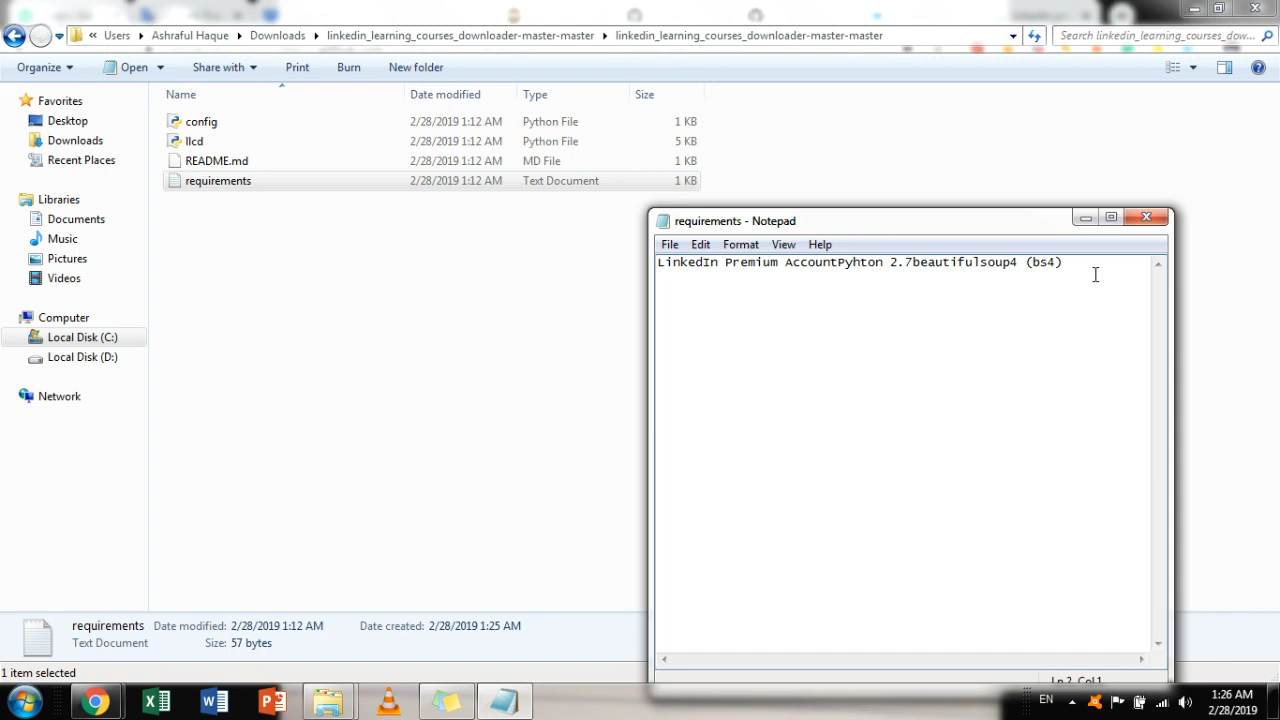 « Users Ashraful Haque Downloads linkedin_learning_courses_downloader-master-master linkedin_learning_courses_downloader-master-master
Search linkedin_learning_courses_dow...
Organize Open Share with Print Burn New folder
Name Date modified Type Size
Favorites
Desktop
Downloads
Recent Places
Libraries
Documents
Music
Pictures
Videos
Computer
Local Disk (C:)
Local Disk (D:)
Network
config 2/28/2019 1:12 AM Python File 1 KB
llcd 2/28/2019 1:12 AM Python File 5 KB
README.md 2/28/2019 1:12 AM MD File 1 KB
requirements 2/28/2019 1:12 AM Text Document 1 KB
requirements - Notepad
File Edit Format View Help
LinkedIn Premium AccountPyhton 2.7beautifulsoup4 (bs4)
Ln 2, Col 1
requirements Date modified: 2/28/2019 1:12 AM Date created: 2/28/2019 1:25 AM
Text Document Size: 57 bytes
1 item selected
EN
1:26 AM
2/28/2019